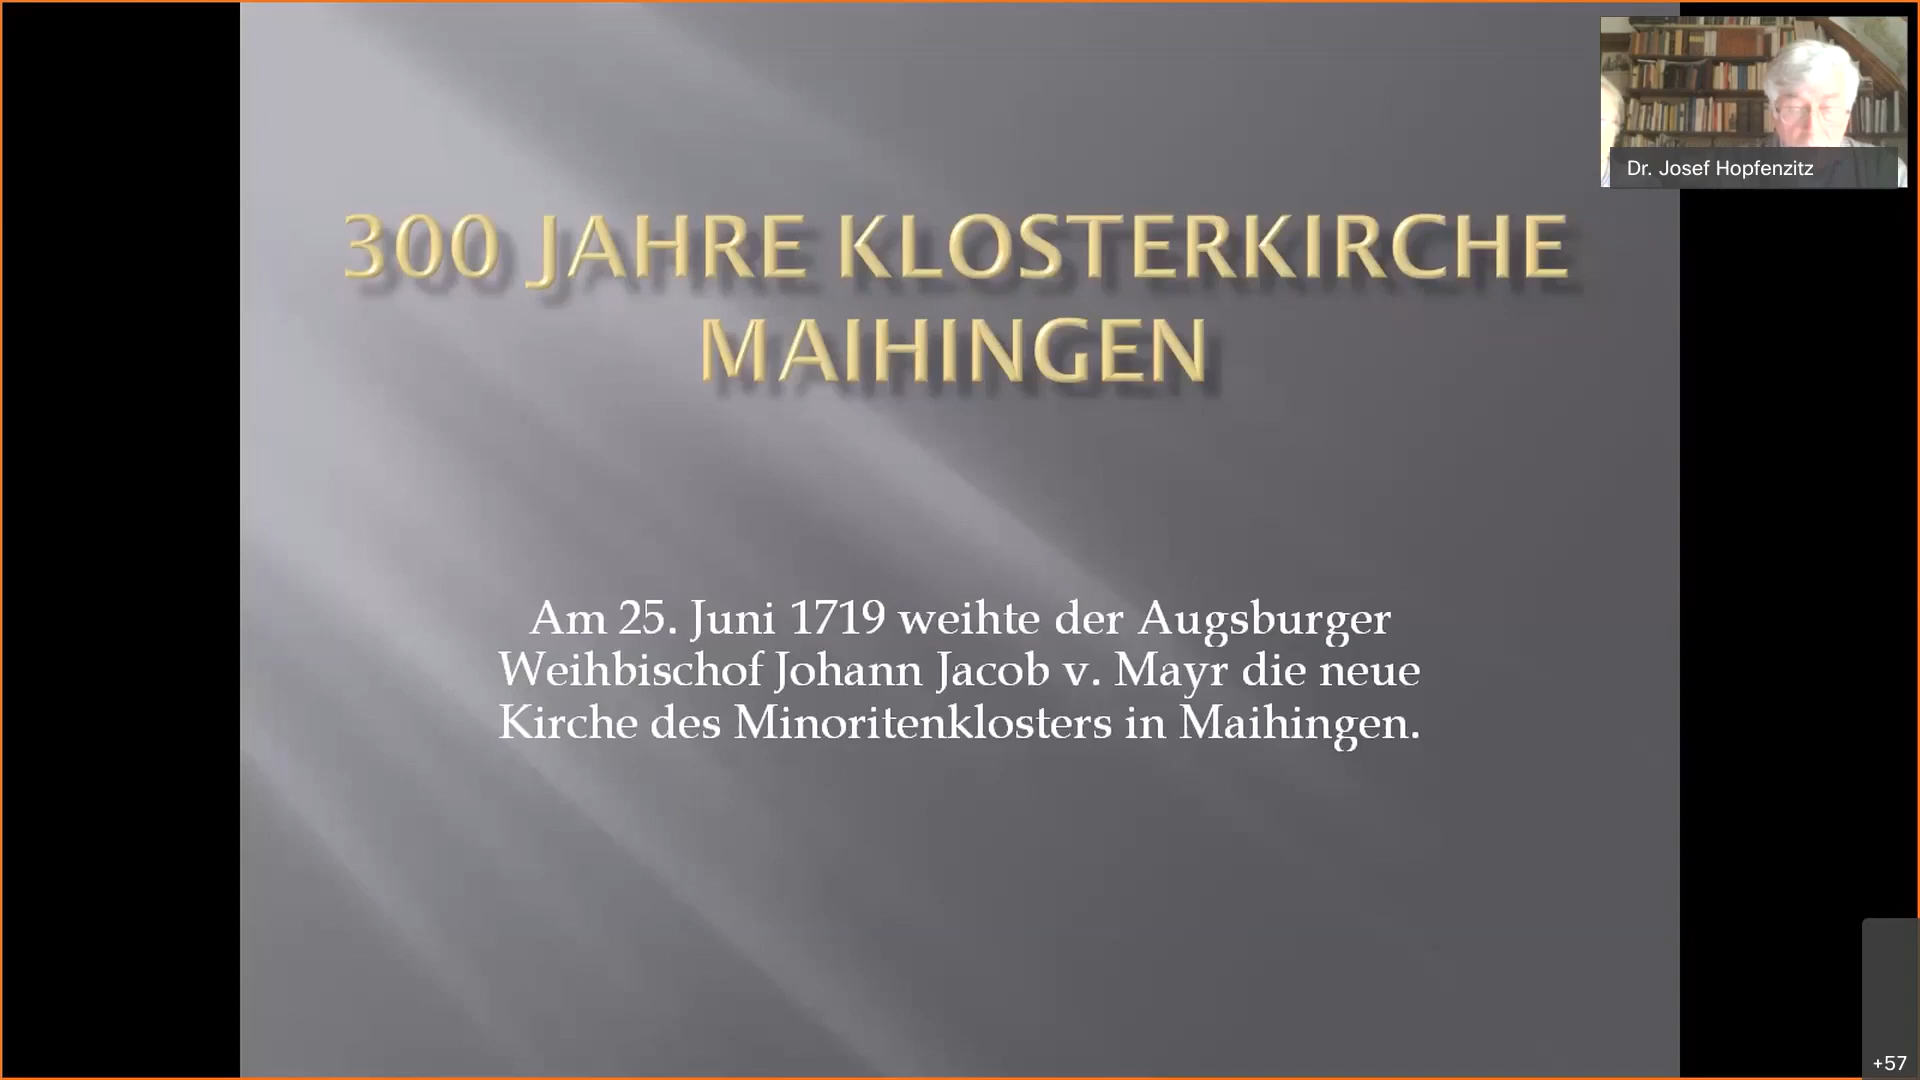 300 JAHRE KLOSTERKIRCHE
MAIHINGEN
Am 25. Juni 1719 weihte der Augsburger
Weihbischof Johann Jacob v. Mayr die neue
Kirche des Minoritenklosters in Maihingen.
Dr. Josef Hopfenzitz
+57